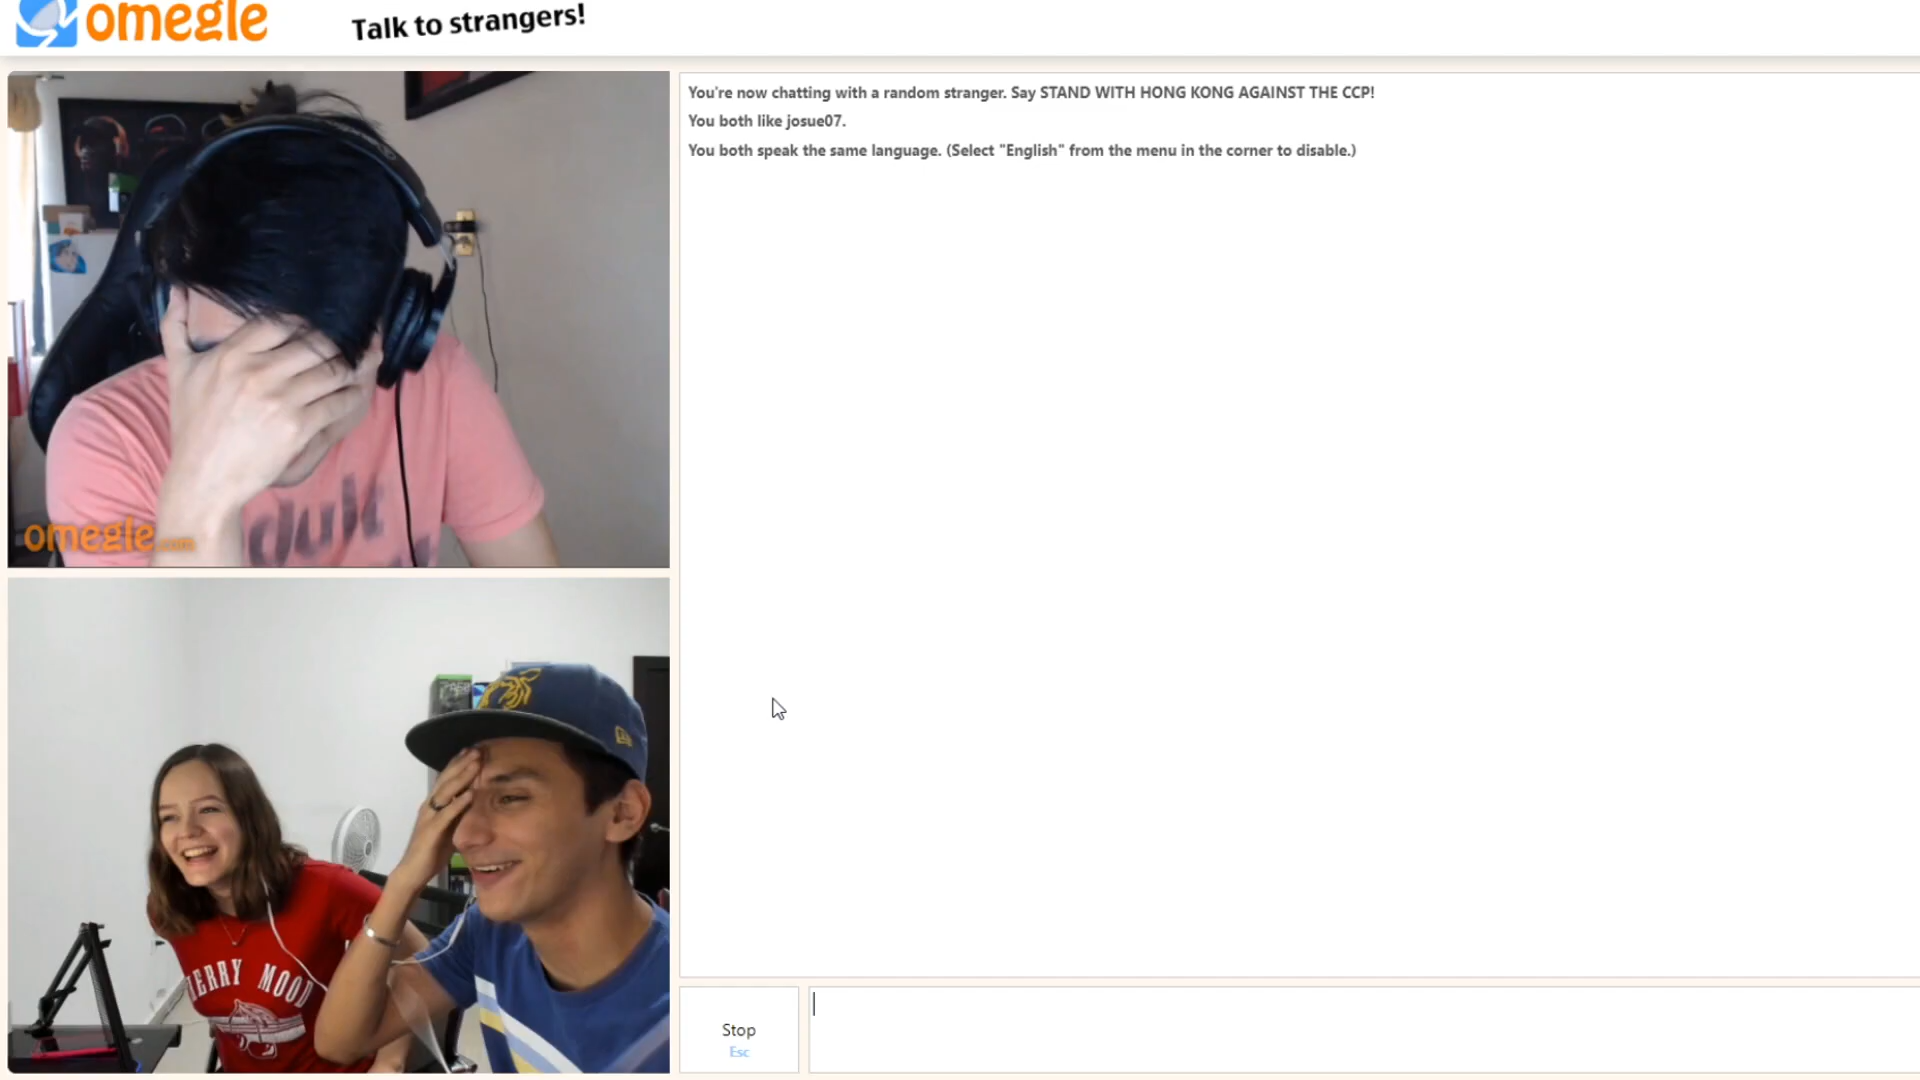 omegle
Talk to strangers!
You're now chatting with a random stranger. Say STAND WITH HONG KONG AGAINST THE CCP!
You both like josue07.
You both speak the same language. (Select "English" from the menu in the corner to disable.)
dult
omegle.com
MOOD
Stop
Esc